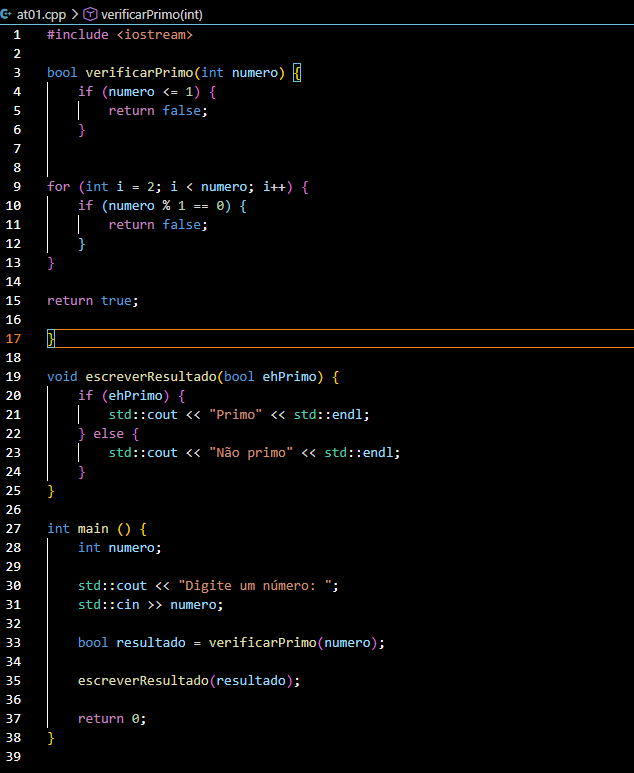 at01.cpp > verificarPrimo(int)
1 #include <iostream>
2
3 bool verificarPrimo(int numero) {
4     if (numero <= 1) {
5         return false;
6     }
7
8
9 for (int i = 2; i < numero; i++) {
10     if (numero % 1 == 0) {
11         return false;
12     }
13 }
14
15 return true;
16
17 }
18
19 void escreverResultado(bool ehPrimo) {
20     if (ehPrimo) {
21         std::cout << "Primo" << std::endl;
22     } else {
23         std::cout << "Não primo" << std::endl;
24     }
25 }
26
27 int main () {
28     int numero;
29
30     std::cout << "Digite um número: ";
31     std::cin >> numero;
32
33     bool resultado = verificarPrimo(numero);
34
35     escreverResultado(resultado);
36
37     return 0;
38 }
39